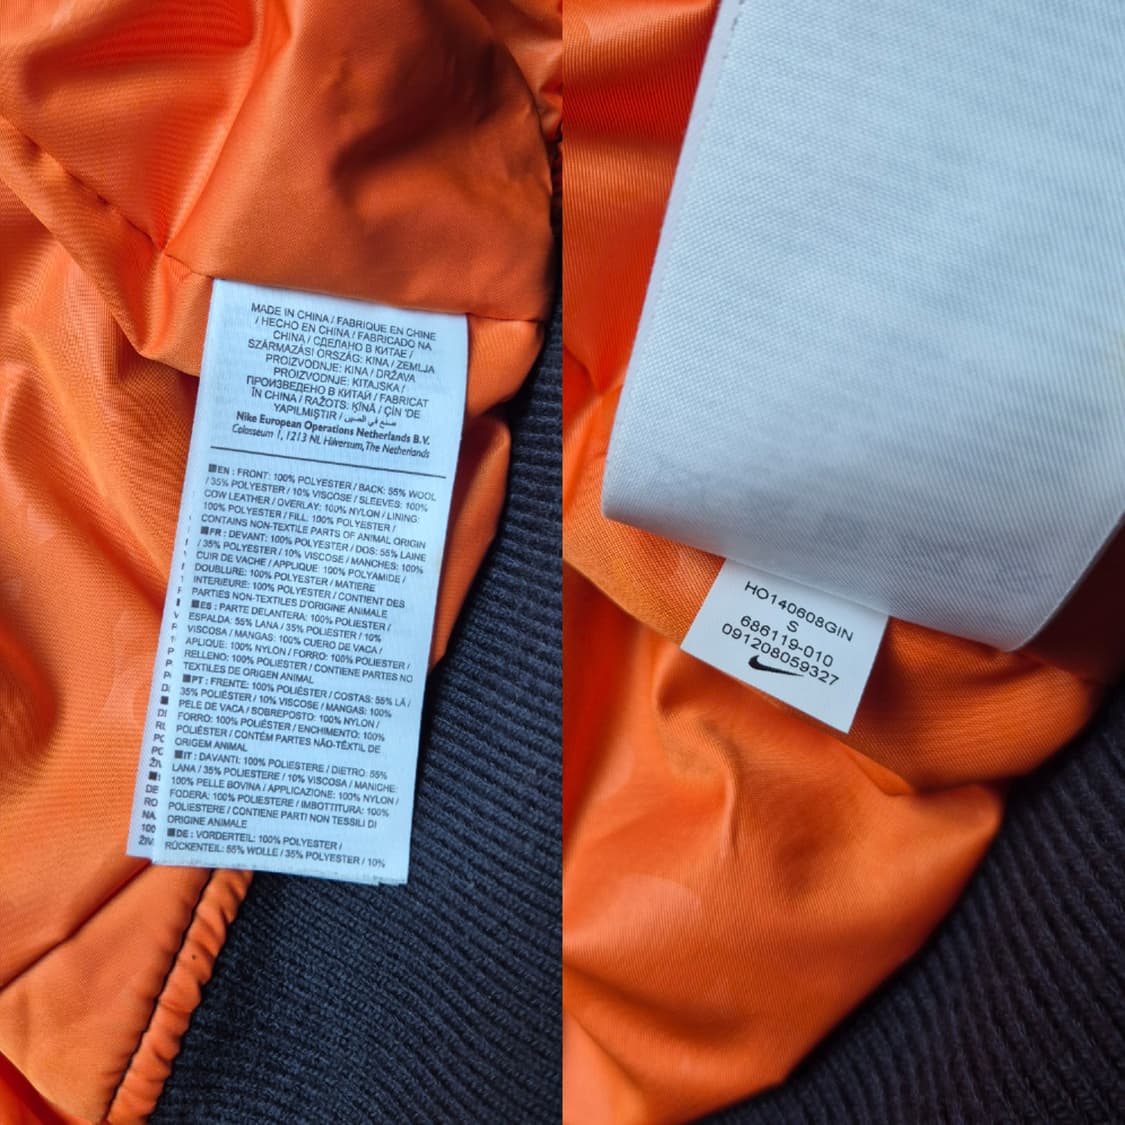 MADE IN CHINA / FABRIQUE EN CHINE
/ HECHO EN CHINA / FABRICADO NA
CHINA / СДЕЛАНО В КИТАЕ /
SZÁRMAZÁSI ORSZÁG: KINA / ZEMLJA
PROIZVODNJE: KINA / DRŽAVA
PROIZVODNJE: KITAJSKA /
ПРОИЗВЕДЕНО В КИТАЙ / FABRICAT
ÎN CHINA / RAŽOTS: ĶĪNĀ / ÇİN 'DE
YAPILMIŞTIR / صنع في الصين
Nike European Operations Netherlands B.V.
Colosseum 1, 1213 NL Hilversum, The Netherlands
EN : FRONT: 100% POLYESTER / BACK: 55% WOOL
/ 35% POLYESTER / 10% VISCOSE / SLEEVES: 100%
COW LEATHER / OVERLAY: 100% NYLON / LINING:
100% POLYESTER / FILL: 100% POLYESTER /
CONTAINS NON-TEXTILE PARTS OF ANIMAL ORIGIN
FR : DEVANT: 100% POLYESTER / DOS: 55% LAINE
/ 35% POLYESTER / 10% VISCOSE / MANCHES: 100%
CUIR DE VACHE / APPLIQUE: 100% POLYAMIDE /
DOUBLURE: 100% POLYESTER / MATIERE
INTERIEURE: 100% POLYESTER / CONTIENT DES
PARTIES NON-TEXTILES D'ORIGINE ANIMALE
ES : PARTE DELANTERA: 100% POLIESTER /
ESPALDA: 55% LANA / 35% POLIESTER / 10%
VISCOSA / MANGAS: 100% CUERO DE VACA /
APLIQUE: 100% NYLON / FORRO: 100% POLIESTER /
RELLENO: 100% POLIESTER / CONTIENE PARTES NO
TEXTILES DE ORIGEN ANIMAL
PT : FRENTE: 100% POLIÉSTER / COSTAS: 55% LÃ /
35% POLIÉSTER / 10% VISCOSE / MANGAS: 100%
PELE DE VACA / SOBREPOSTO: 100% NYLON /
FORRO: 100% POLIÉSTER / ENCHIMENTO: 100%
POLIÉSTER / CONTÉM PARTES NÃO-TÊXTIL DE
ORIGEM ANIMAL
IT : DAVANTI: 100% POLIESTERE / DIETRO: 55%
LANA / 35% POLIESTERE / 10% VISCOSA / MANICHE:
100% PELLE BOVINA / APPLICAZIONE: 100% NYLON /
FODERA: 100% POLIESTERE / IMBOTTITURA: 100%
POLIESTERE / CONTIENE PARTI NON TESSILI DI
ORIGINE ANIMALE
DE : VORDERTEIL: 100% POLYESTER /
RÜCKENTEIL: 55% WOLLE / 35% POLYESTER / 10%
HO140608GIN
S
686119-010
091208059327